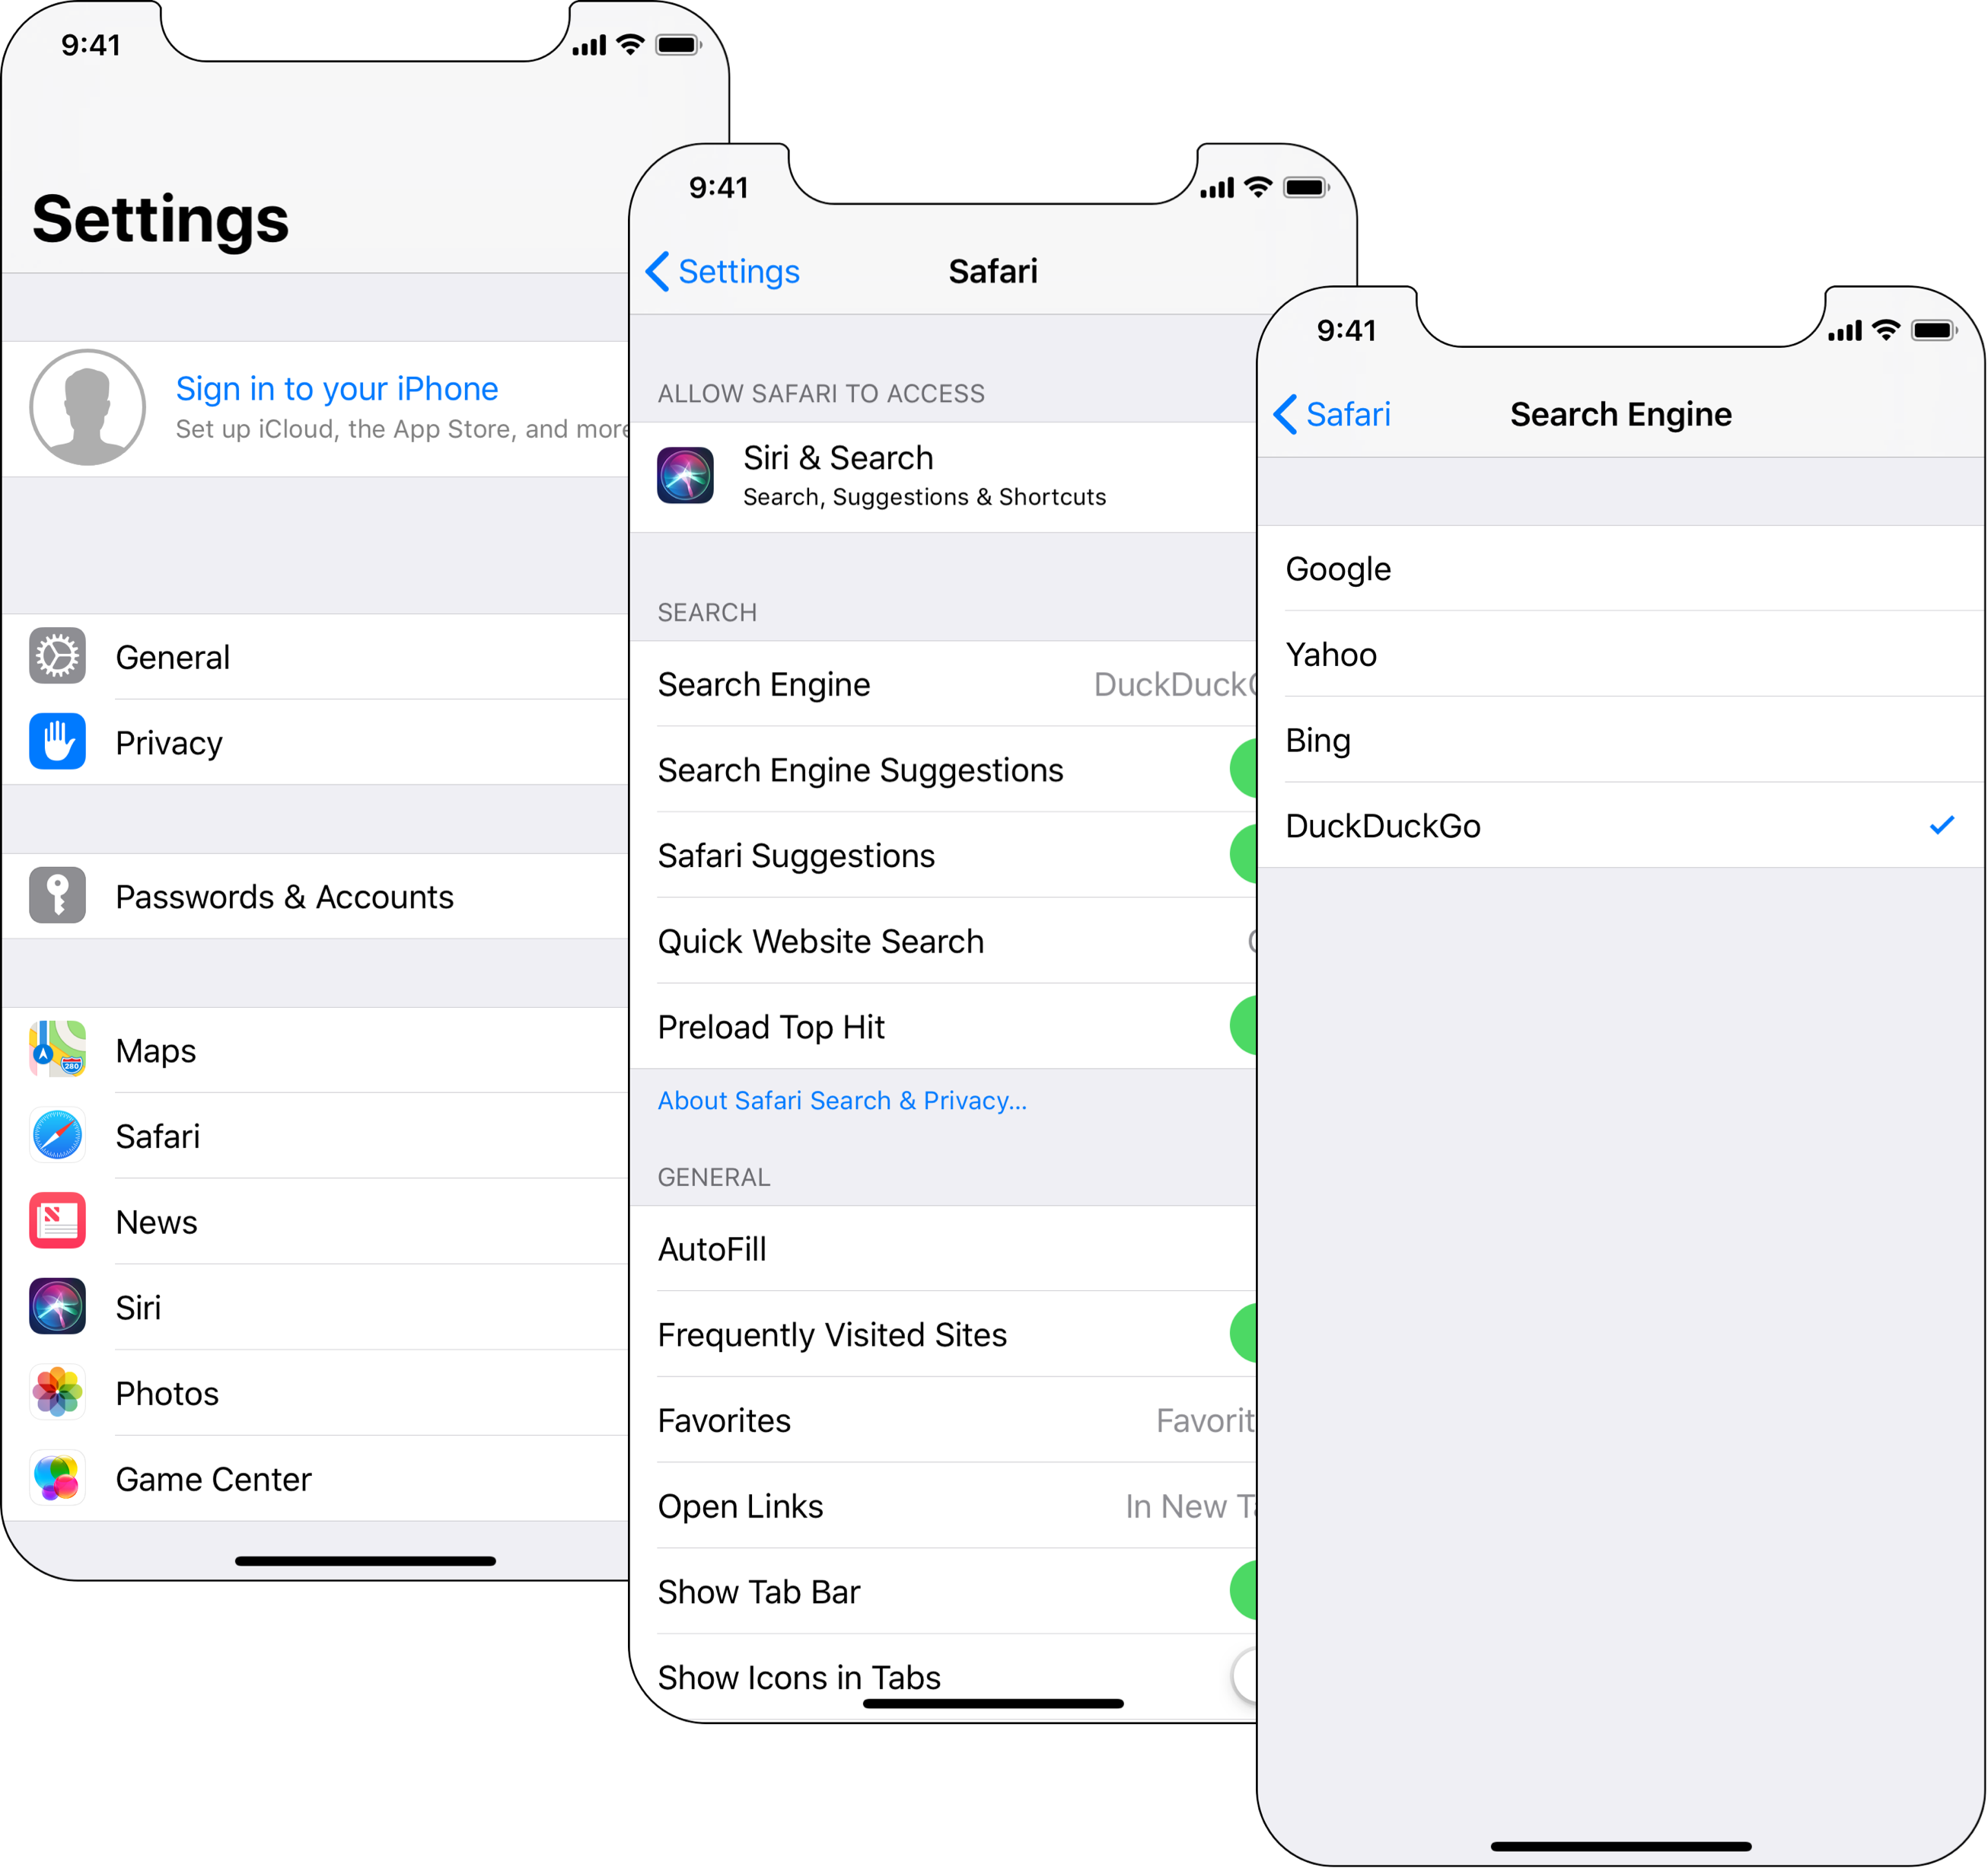 9:41
Settings
Sign in to your iPhone
Set up iCloud, the App Store, and more
General
Privacy
Passwords & Accounts
280
Maps
Safari
News
Siri
Photos
Game Center
9:41
Settings Safari
ALLOW SAFARI TO ACCESS
Siri & Search
Search, Suggestions & Shortcuts
SEARCH
Search Engine DuckDuckG
Search Engine Suggestions
Safari Suggestions
Quick Website Search
Preload Top Hit
About Safari Search & Privacy...
GENERAL
AutoFill
Frequently Visited Sites
Favorites Favorit
Open Links In New Ta
Show Tab Bar
Show Icons in Tabs
9:41
Safari Search Engine
Google
Yahoo
Bing
DuckDuckGo